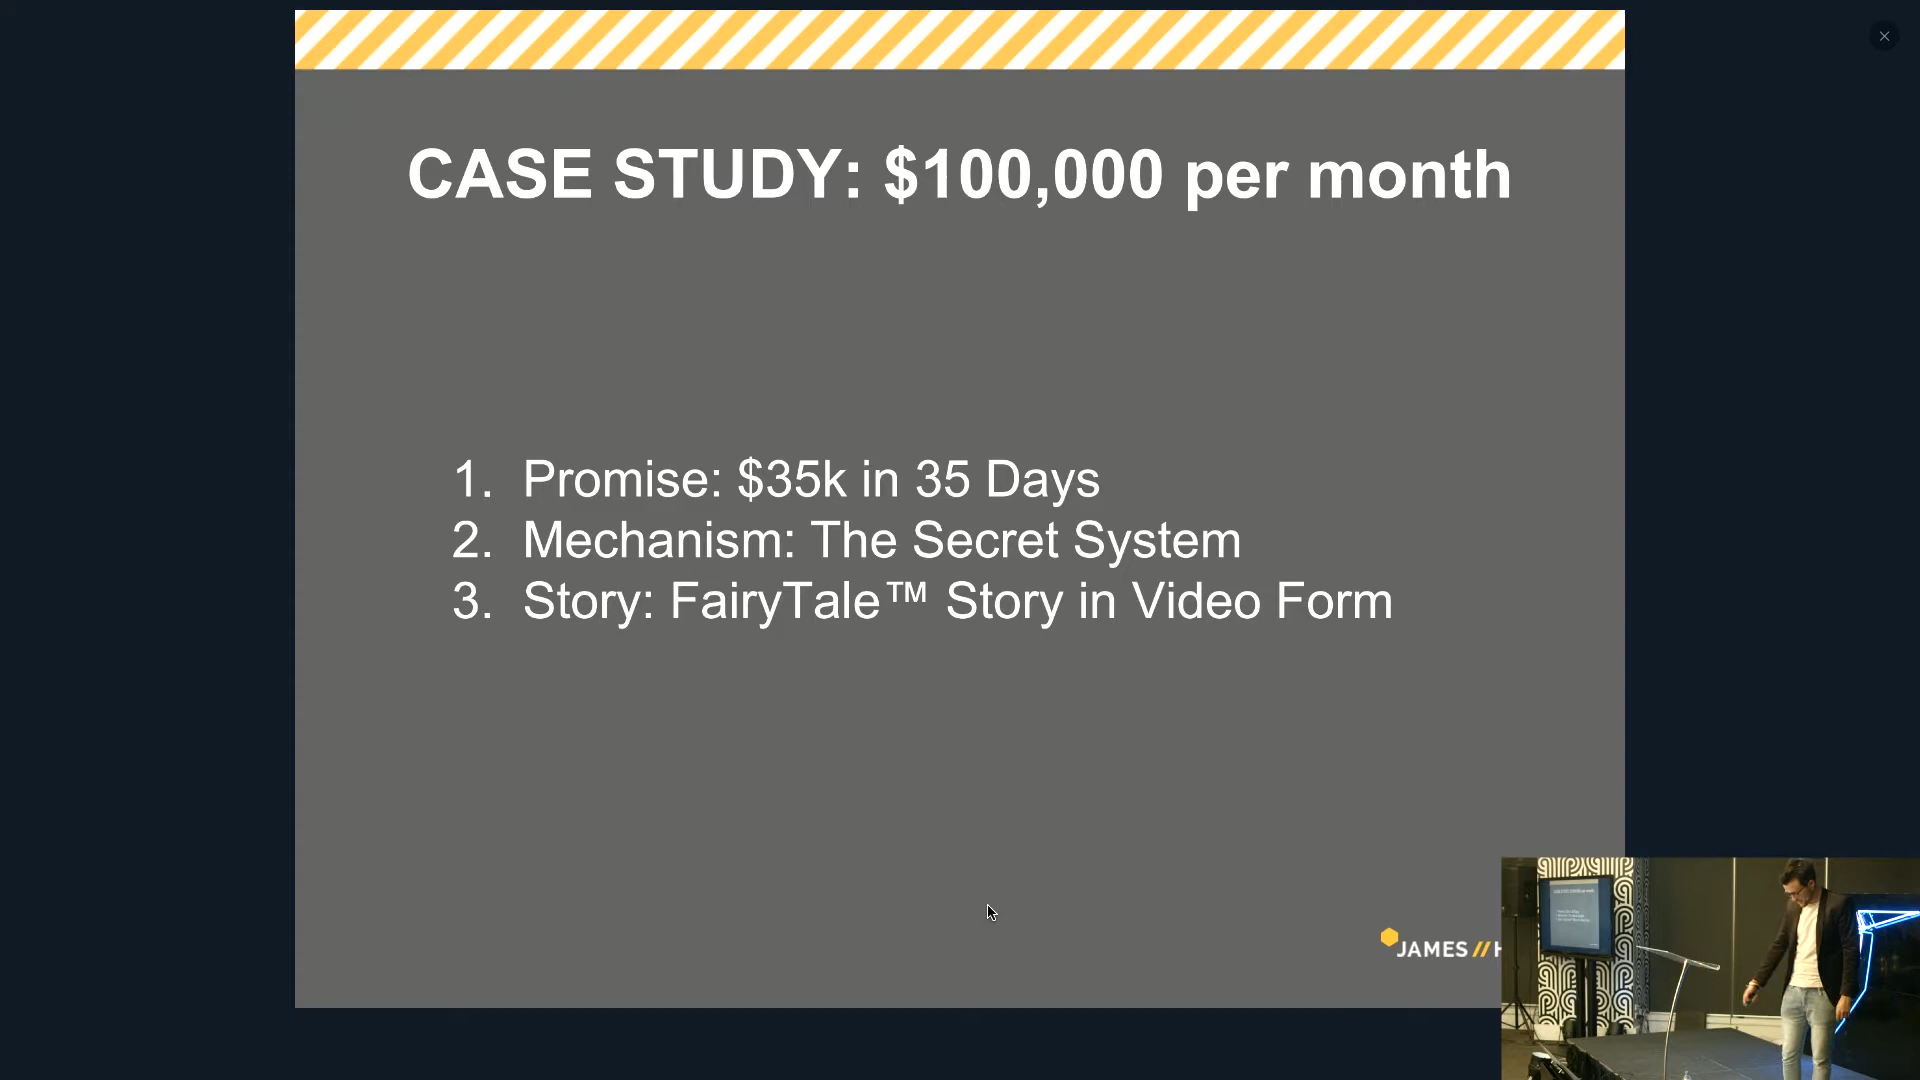 CASE STUDY: $100,000 per month
1. Promise: $35k in 35 Days
2. Mechanism: The Secret System
3. Story: FairyTale™ Story in Video Form
JAMES // H